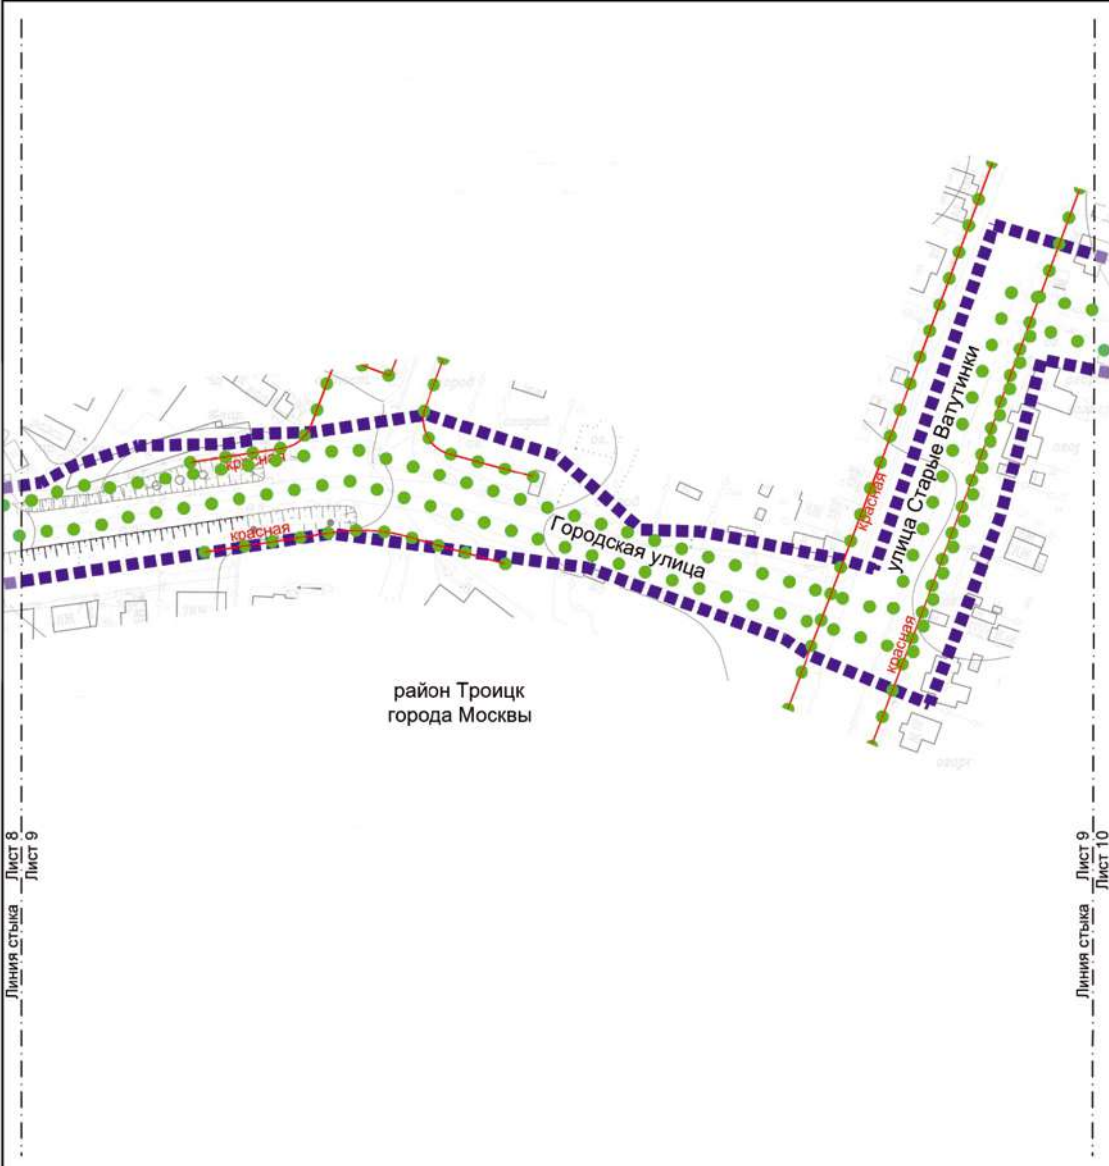 улица Старые Ватутинки
красная
красная
Городская улица
красная
красная
район Троицк
города Москвы
Линия стыка Лист 8
Лист 9
Линия стыка Лист 9
Лист 10